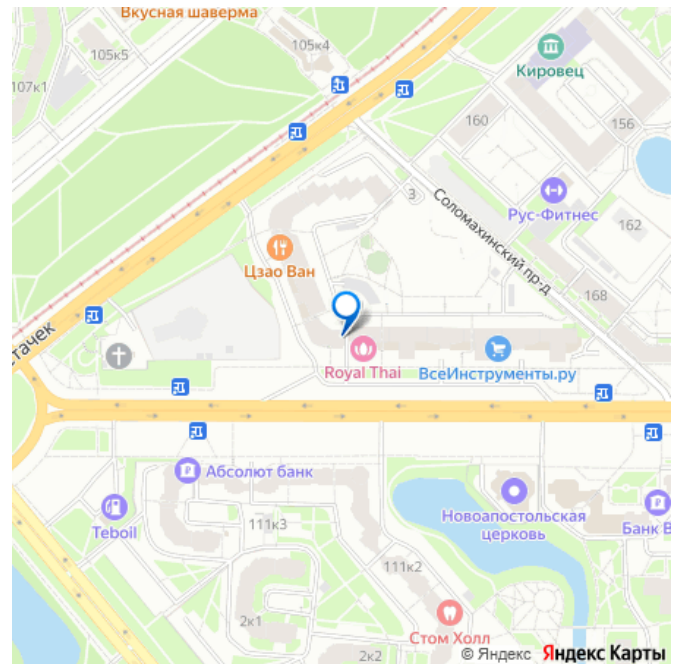 Вкусная шаверма
105к4
105к5
107к1
Кировец
160
156
3
Соломахинский пр-д
Рус-Фитнес
162
Цзао Ван
168
стачек
Royal Thai
ВсеИнструменты.ру
Абсолют банк
Teboil
111к3
Новоапостольская
церковь
Банк В
111к2
2к1
Стом Холл
2к2
© Яндекс Яндекс Карты